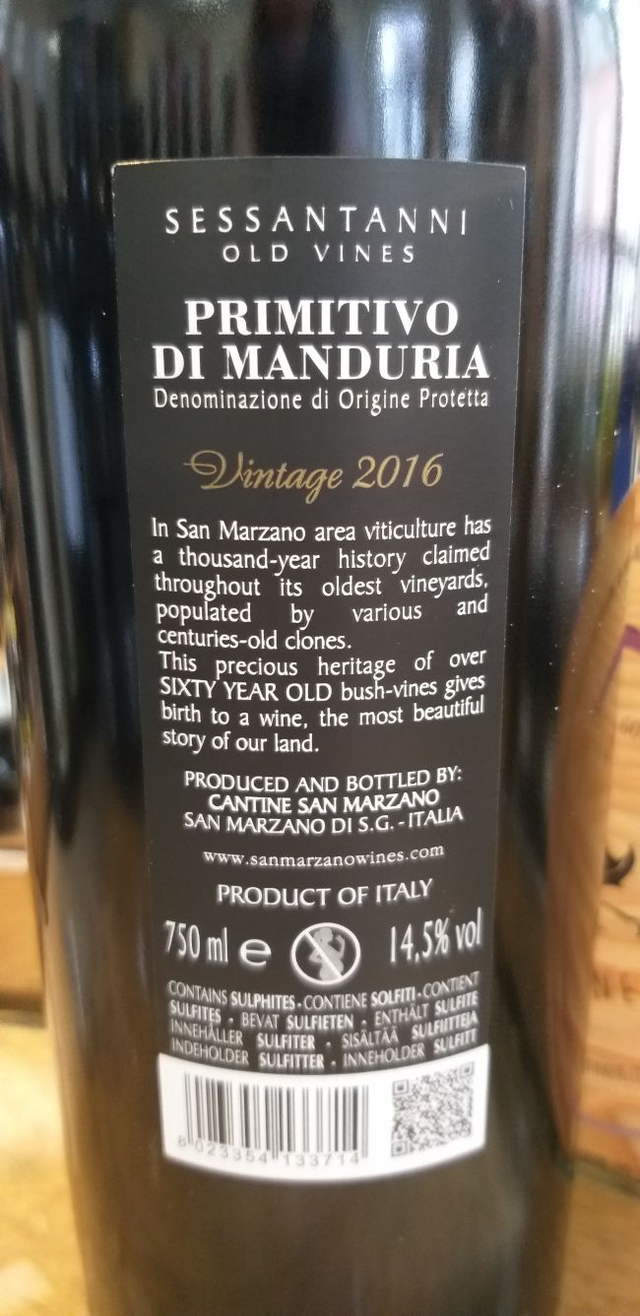 SESSANTANNI
OLD VINES
PRIMITIVO
DI MANDURIA
Denominazione di Origine Protetta
Vintage 2016
In San Marzano area viticulture has
a thousand-year history claimed
throughout its oldest vineyards,
populated by various and
centuries-old clones.
This precious heritage of over
SIXTY YEAR OLD bush-vines gives
birth to a wine, the most beautiful
story of our land.
PRODUCED AND BOTTLED BY:
CANTINE SAN MARZANO
SAN MARZANO DI S.G. - ITALIA
www.sanmarzanowines.com
PRODUCT OF ITALY
750 ml e 14,5% vol
CONTAINS SULPHITES - CONTIENE SOLFITI - CONTIENT
SULFITES • BEVAT SULFIETEN • ENTHÄLT SULFITE
INNEHÅLLER SULFITER • SISÄLTÄÄ SULFIITTEJA
INDEHOLDER SULFITTER • INNEHOLDER SULFITT
8 023354 133714